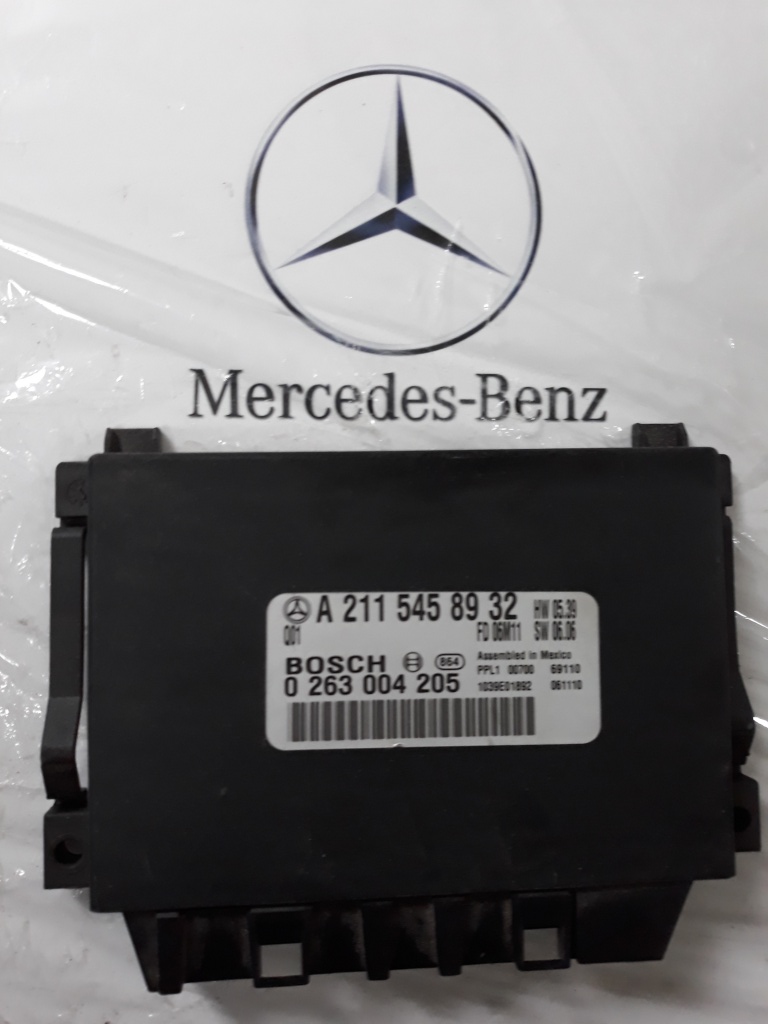 Mercedes-Benz
A 211 545 89 32 HW 05.39
Q01 FD 06M11 SW 06.06
BOSCH 864 Assembled in Mexico
PPL1 00700 69110
0 263 004 205 1039E01892 061110